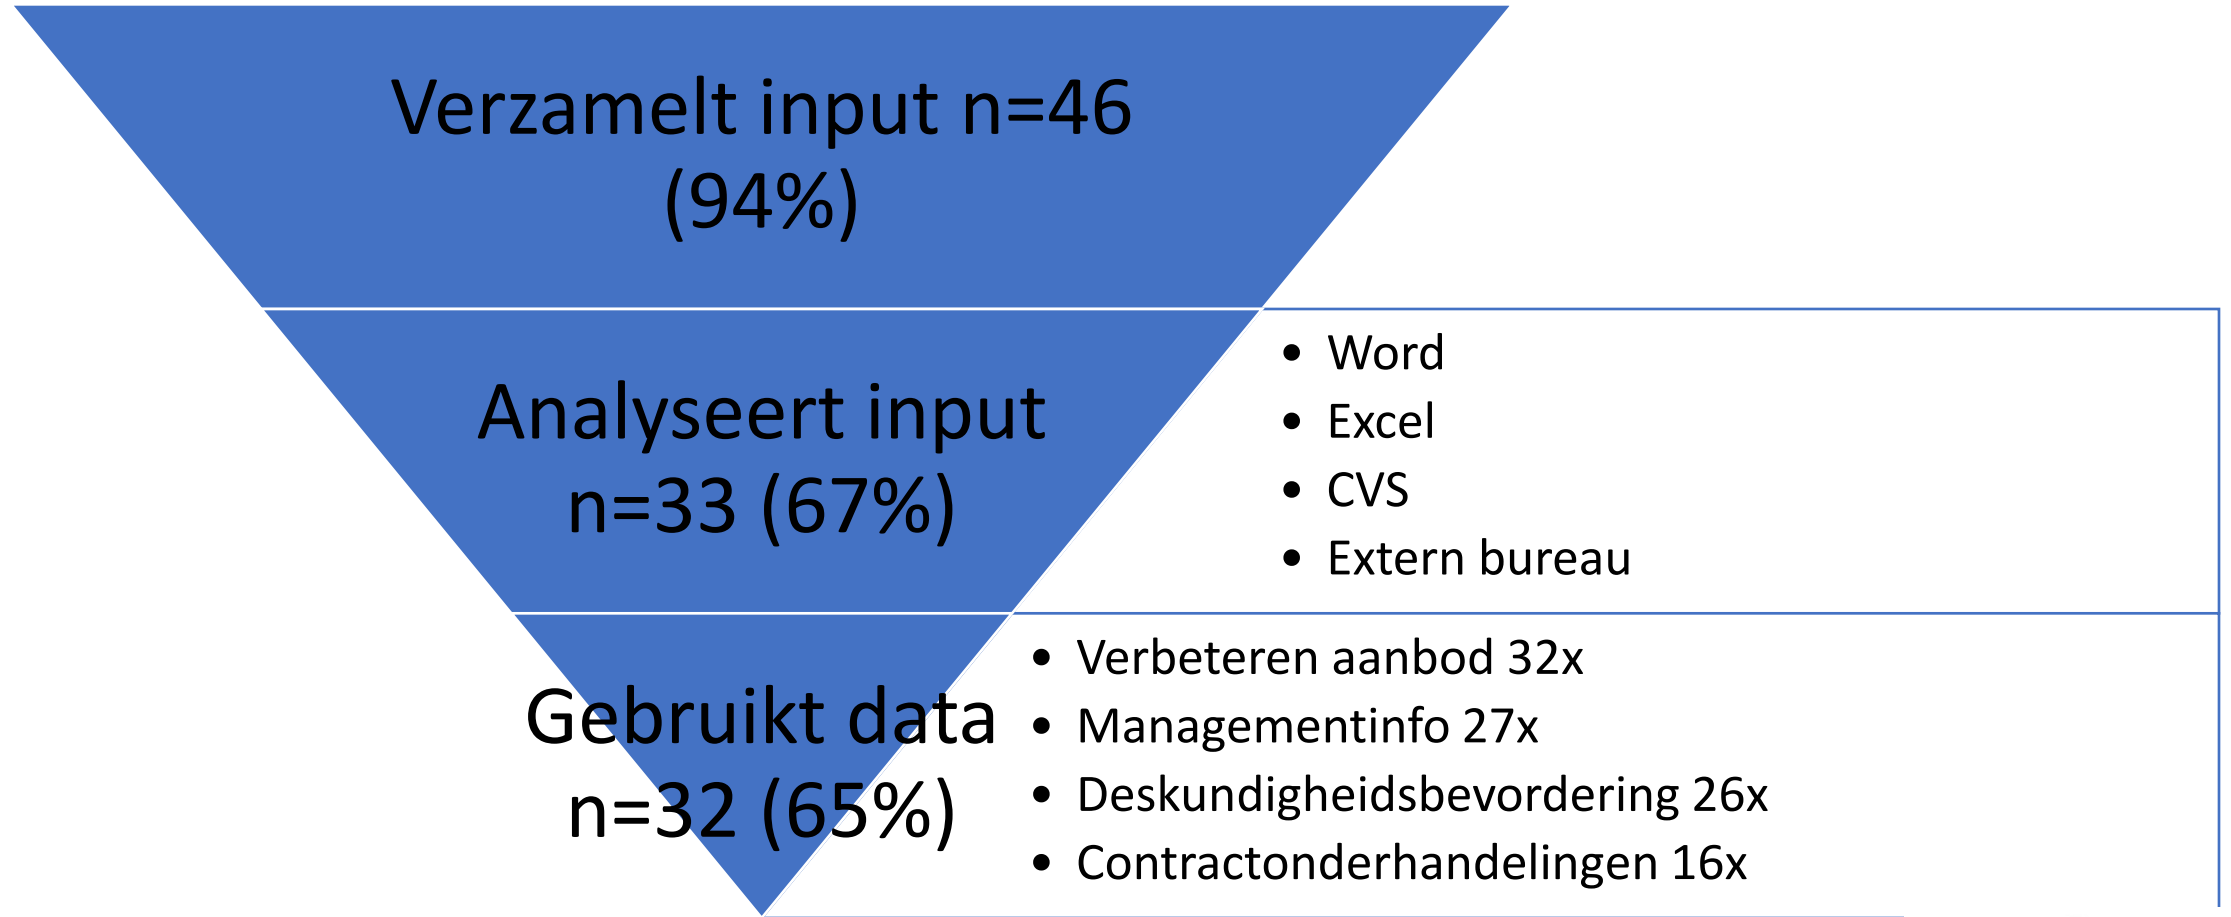 Verzamelt input n=46
(94%)
Analyseert input
n=33 (67%)
• Word
• Excel
• CVS
• Extern bureau
Gebruikt data
n=32 (65%)
• Verbeteren aanbod 32x
• Managementinfo 27x
• Deskundigheidsbevordering 26x
• Contractonderhandelingen 16x